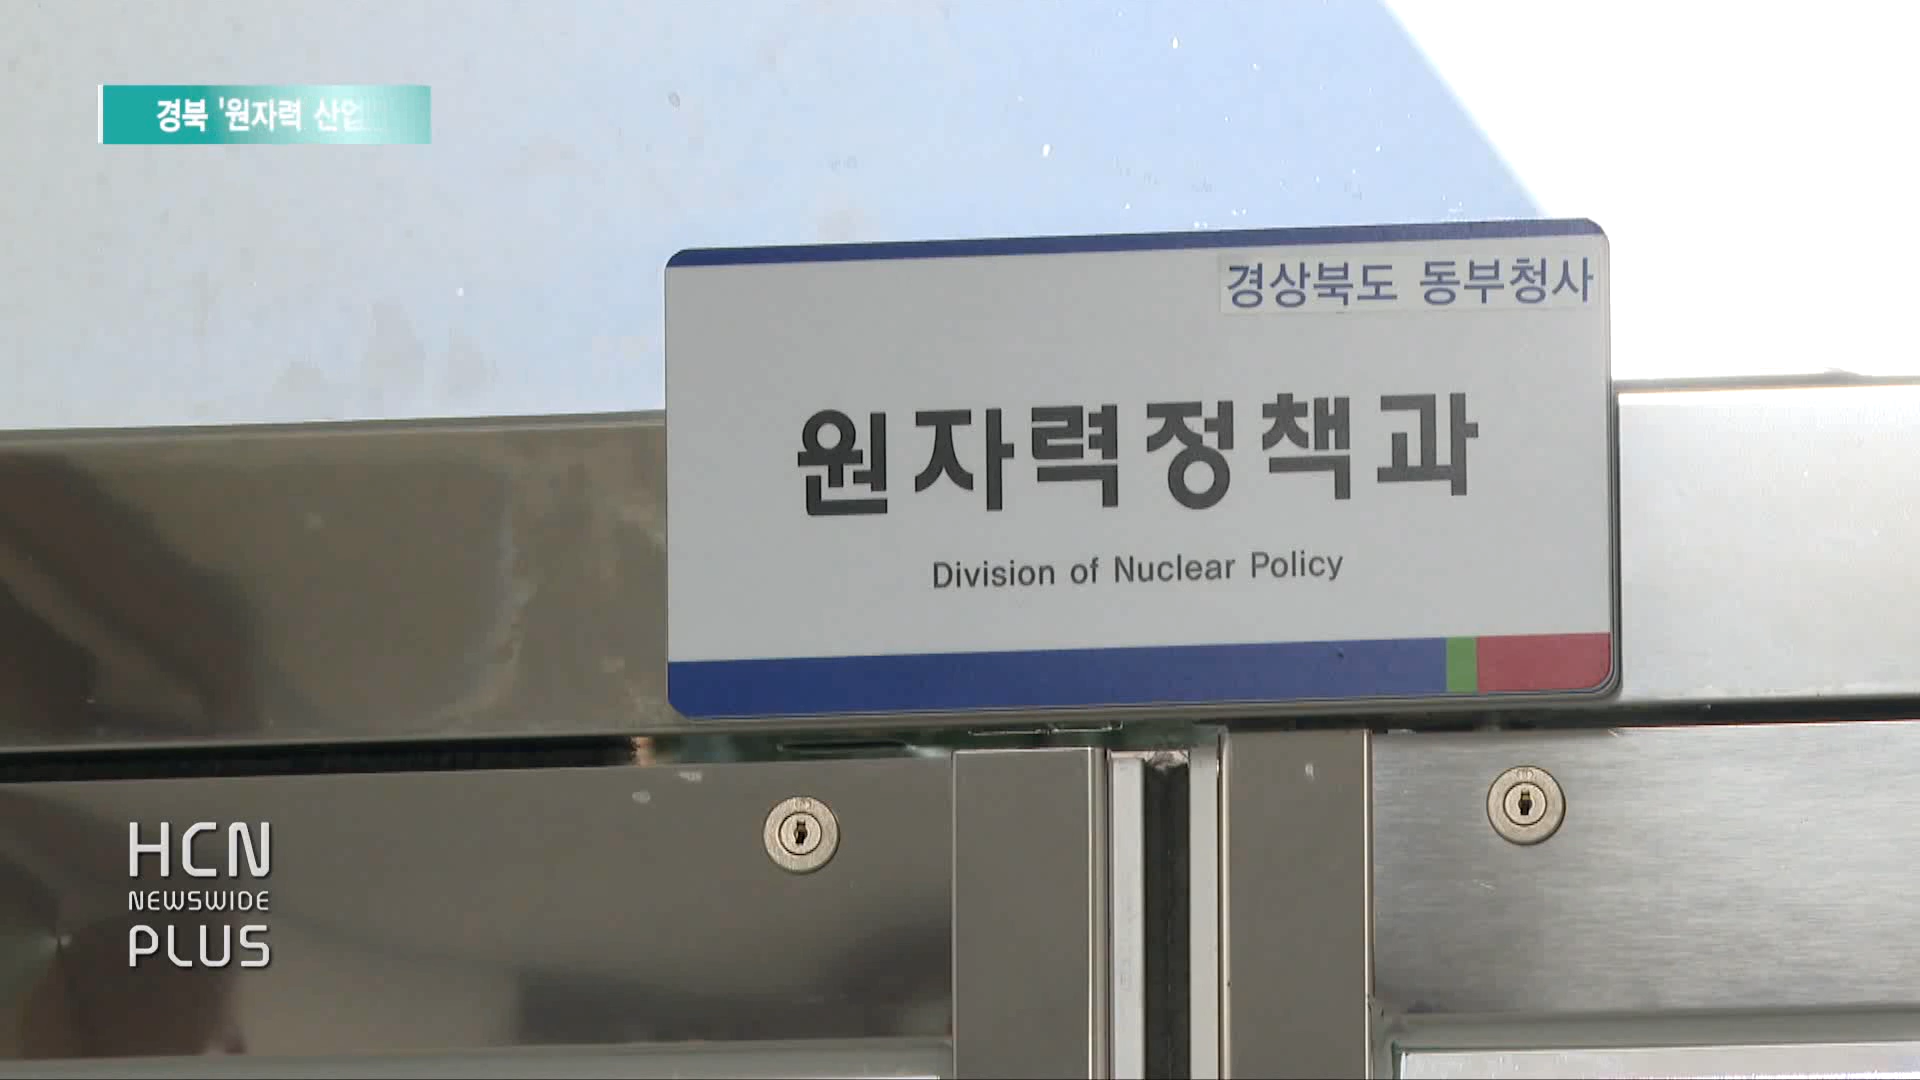 경북 '원자력 산업
경상북도 동부청사
원자력정책과
Division of Nuclear Policy
HCN
NEWSWIDE
PLUS